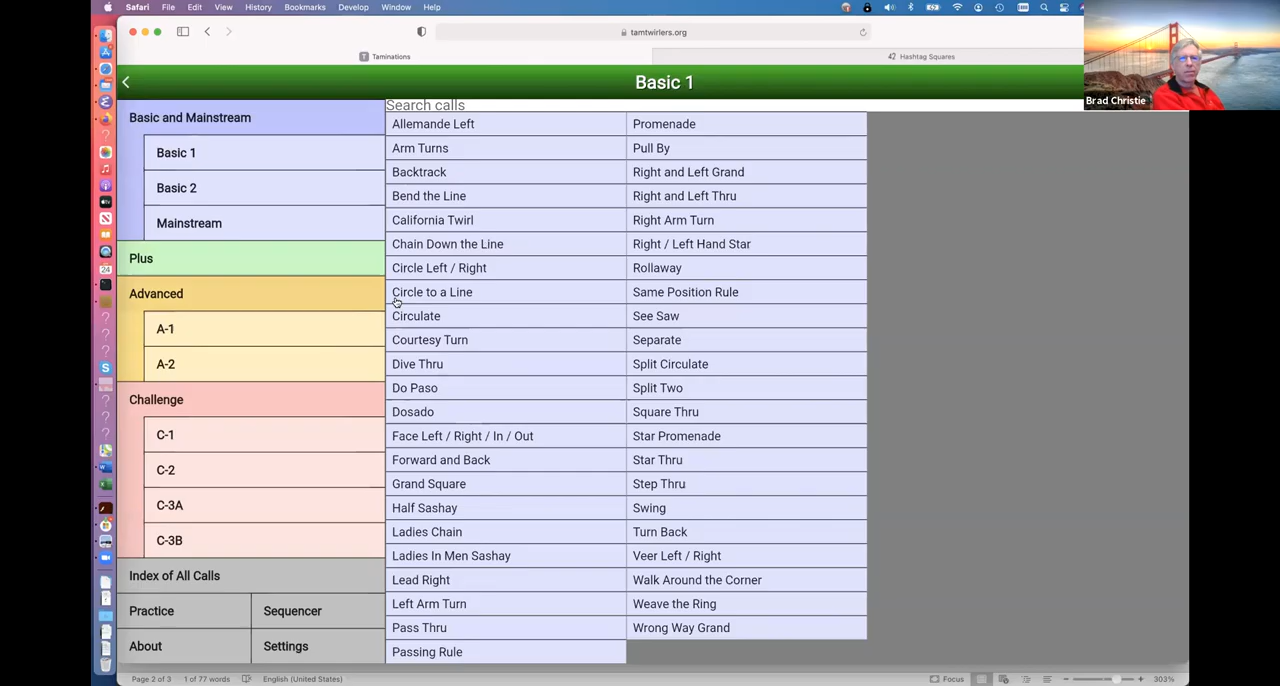 Safari File Edit View History Bookmarks Develop Window Help
tamtwirlers.org
Taminations
Hashtag Squares
Brad Christie
Basic 1
Search calls
Basic and Mainstream
Basic 1
Basic 2
Mainstream
Plus
Advanced
A-1
A-2
Challenge
C-1
C-2
C-3A
C-3B
Index of All Calls
Practice Sequencer
About Settings
Allemande Left
Arm Turns
Backtrack
Bend the Line
California Twirl
Chain Down the Line
Circle Left / Right
Circle to a Line
Circulate
Courtesy Turn
Dive Thru
Do Paso
Dosado
Face Left / Right / In / Out
Forward and Back
Grand Square
Half Sashay
Ladies Chain
Ladies In Men Sashay
Lead Right
Left Arm Turn
Pass Thru
Passing Rule
Promenade
Pull By
Right and Left Grand
Right and Left Thru
Right Arm Turn
Right / Left Hand Star
Rollaway
Same Position Rule
See Saw
Separate
Split Circulate
Split Two
Square Thru
Star Promenade
Star Thru
Step Thru
Swing
Turn Back
Veer Left / Right
Walk Around the Corner
Weave the Ring
Wrong Way Grand
24
Page 2 of 3 1 of 77 words English (United States) Focus 303%